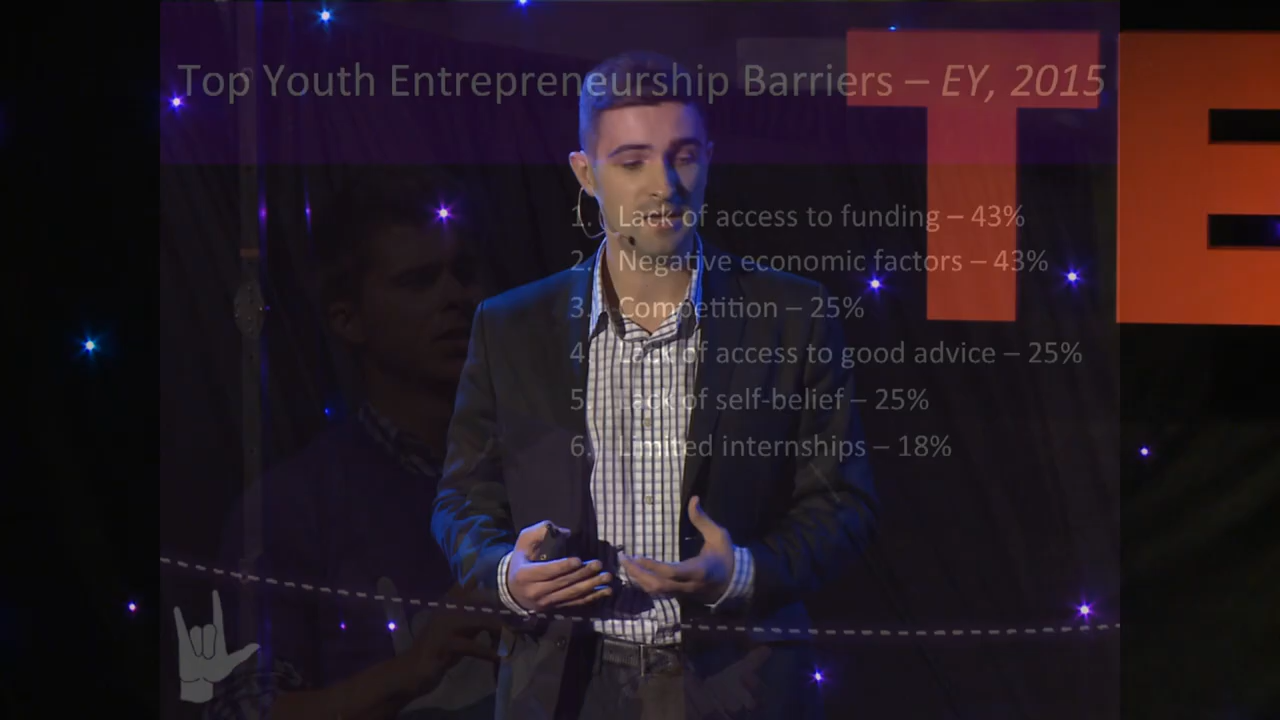 Top Youth Entrepreneurship Barriers – EY, 2015
TE
1. Lack of access to funding – 43%
2. Negative economic factors – 43%
3. Competition – 25%
4. Lack of access to good advice – 25%
5. Lack of self-belief – 25%
6. Limited internships – 18%